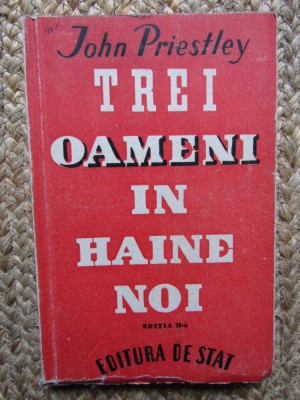 John Priestley
TREI
OAMENI
IN
HAINE
NOI
EDIȚIA II-a
EDITURA DE STAT